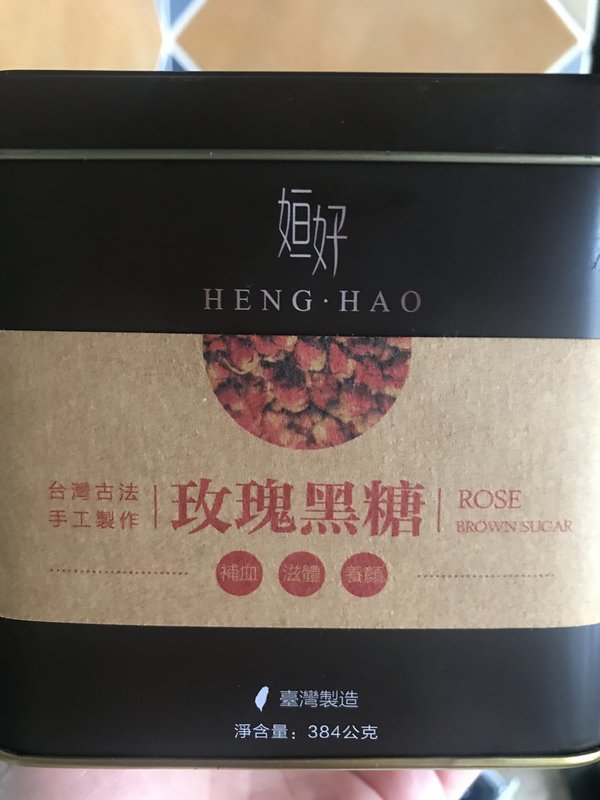 姮好
HENG·HAO
台灣古法
手工製作
玫瑰黑糖
ROSE
BROWN SUGAR
補血 滋體 養顏
臺灣製造
淨含量：384公克